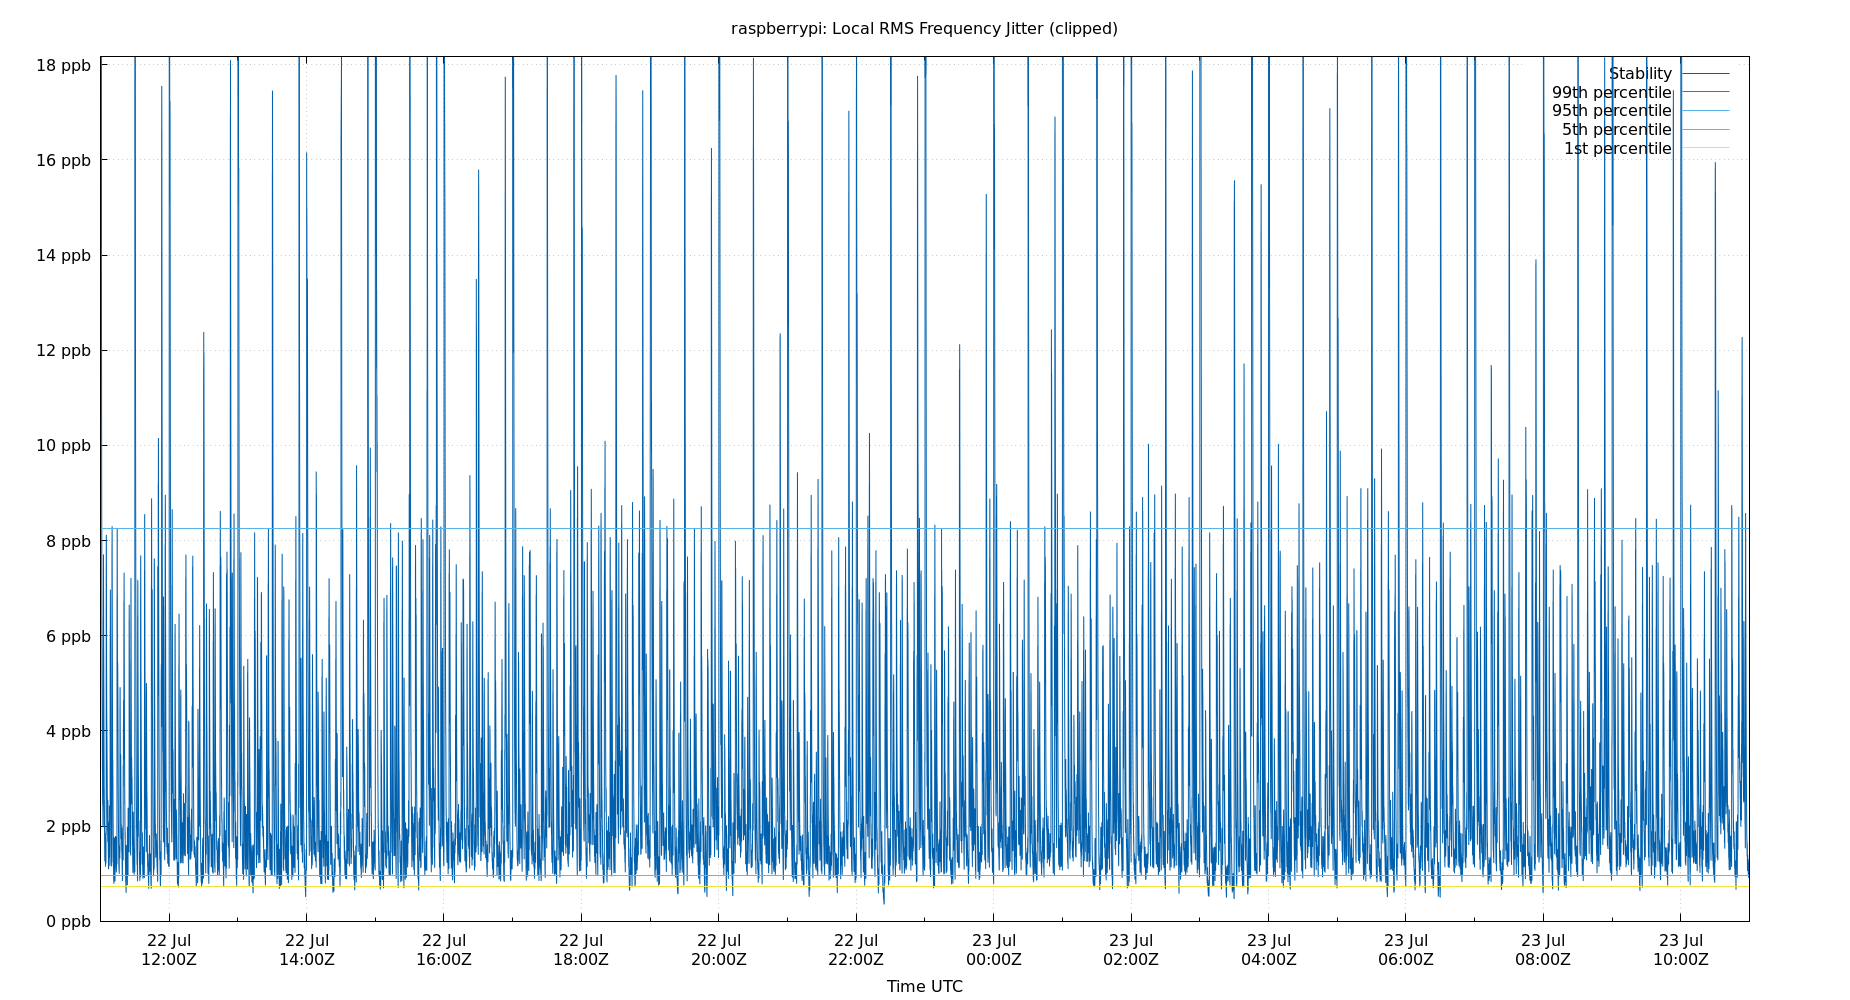 raspberrypi: Local RMS Frequency Jitter (clipped)
18 ppb
16 ppb
14 ppb
12 ppb
10 ppb
8 ppb
6 ppb
4 ppb
2 ppb
0 ppb
Stability
99th percentile
95th percentile
5th percentile
1st percentile
22 Jul 22 Jul 22 Jul 22 Jul 22 Jul 22 Jul 23 Jul 23 Jul 23 Jul 23 Jul 23 Jul 23 Jul
12:00Z 14:00Z 16:00Z 18:00Z 20:00Z 22:00Z 00:00Z 02:00Z 04:00Z 06:00Z 08:00Z 10:00Z
Time UTC